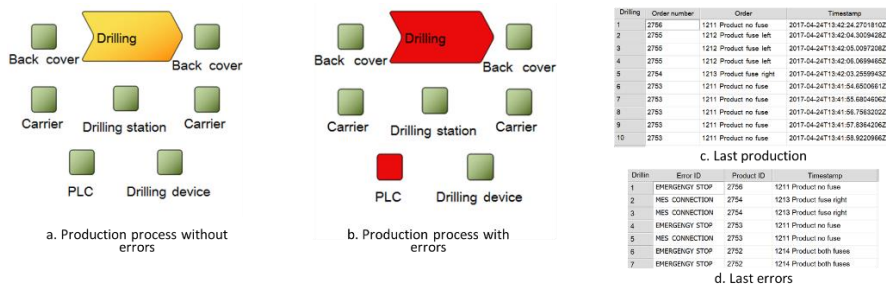 Drilling
Back cover
Back cover
Carrier
Drilling station
Carrier
PLC
Drilling device
a. Production process without
errors
Drilling
Back cover
Back cover
Carrier
Drilling station
Carrier
PLC
Drilling device
b. Production process with
errors
Drilling Order number Order Timestamp
1 2756 1211 Product no fuse 2017-04-24T13:42:24.2701810Z
2 2755 1212 Product fuse left 2017-04-24T13:42:04.3009428Z
3 2755 1212 Product fuse left 2017-04-24T13:42:05.0097208Z
4 2755 1212 Product fuse left 2017-04-24T13:42:06.0699465Z
5 2754 1213 Product fuse right 2017-04-24T13:42:03.2559943Z
6 2753 1211 Product no fuse 2017-04-24T13:41:54.6500661Z
7 2753 1211 Product no fuse 2017-04-24T13:41:55.6804606Z
8 2753 1211 Product no fuse 2017-04-24T13:41:56.7563202Z
9 2753 1211 Product no fuse 2017-04-24T13:41:57.8364206Z
10 2753 1211 Product no fuse 2017-04-24T13:41:58.9220966Z
c. Last production
Drillin Error ID Product ID Timestamp
1 EMERGENGY STOP 2756 1211 Product no fuse
2 MES CONNECTION 2754 1213 Product fuse right
3 MES CONNECTION 2754 1213 Product fuse right
4 EMERGENGY STOP 2753 1211 Product no fuse
5 MES CONNECTION 2753 1211 Product no fuse
6 EMERGENGY STOP 2752 1214 Product both fuses
7 EMERGENGY STOP 2752 1214 Product both fuses
d. Last errors